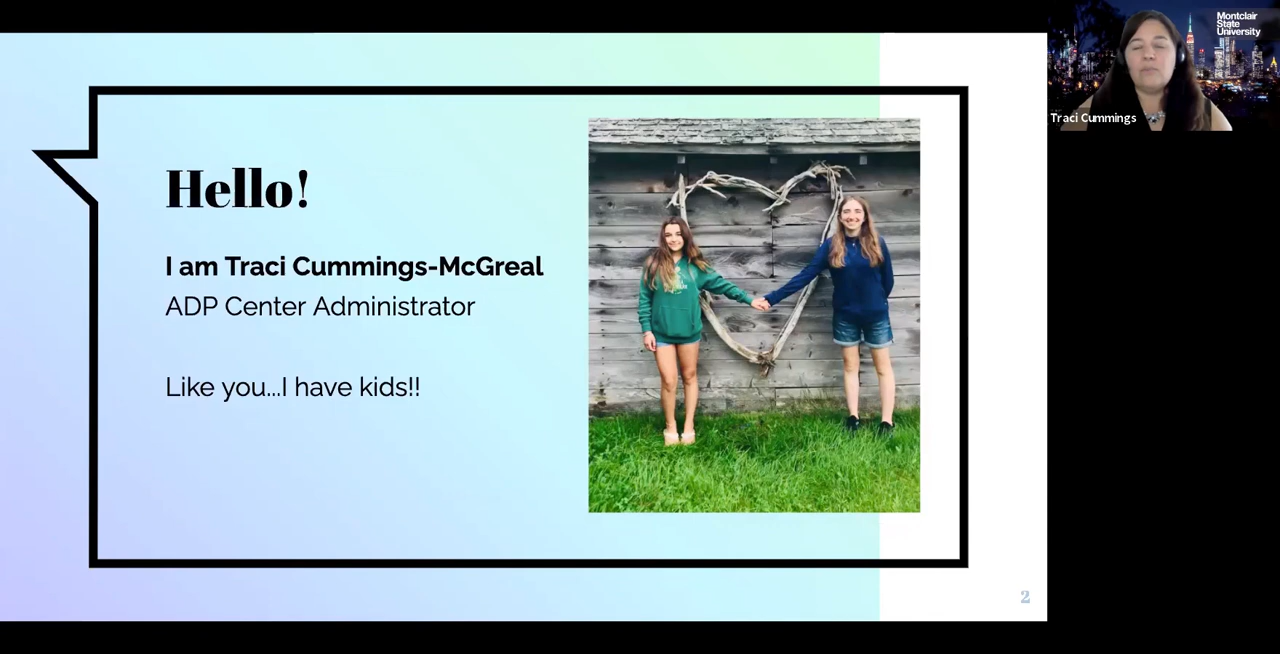 Hello!
I am Traci Cummings-McGreal
ADP Center Administrator
Like you...I have kids!!
2
Montclair
State
University
Traci Cummings